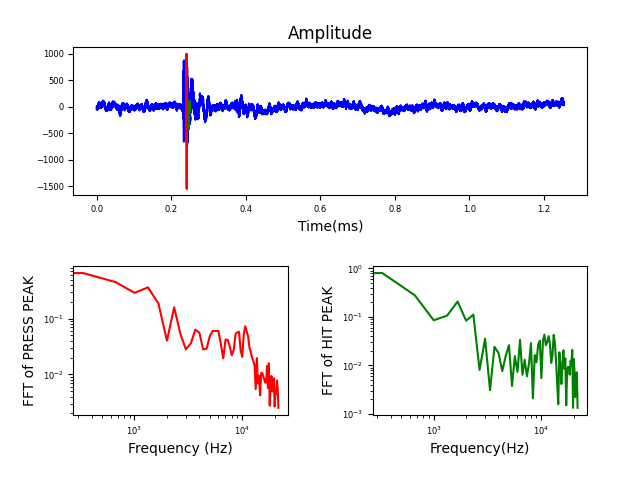 Amplitude
1000
500
0
−500
−1000
−1500
0.0 0.2 0.4 0.6 0.8 1.0 1.2
Time(ms)
FFT of PRESS PEAK
10⁻¹
10⁻²
10³ 10⁴
Frequency (Hz)
FFT of HIT PEAK
10⁰
10⁻¹
10⁻²
10⁻³
10³ 10⁴
Frequency(Hz)